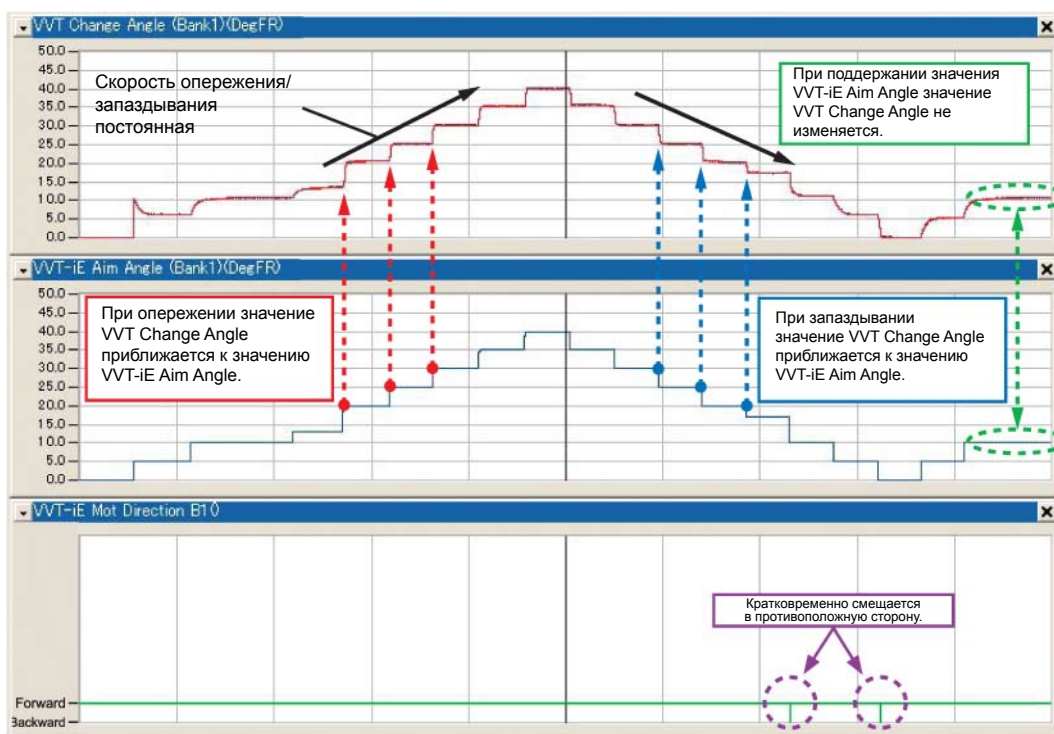 VVT Change Angle (Bank1)(DegFR)
50.0
45.0
40.0
35.0
30.0
25.0
20.0
15.0
10.0
5.0
0.0
Скорость опережения/
запаздывания
постоянная
При поддержании значения
VVT-iE Aim Angle значение
VVT Change Angle не
изменяется.
VVT-iE Aim Angle (Bank1)(DegFR)
50.0
45.0
40.0
35.0
30.0
25.0
20.0
15.0
10.0
5.0
0.0
При опережении значение
VVT Change Angle
приближается к значению
VVT-iE Aim Angle.
При запаздывании
значение VVT Change Angle
приближается к значению
VVT-iE Aim Angle.
VVT-iE Mot Direction B1()
Кратковременно смещается
в противоположную сторону.
Forward
Backward